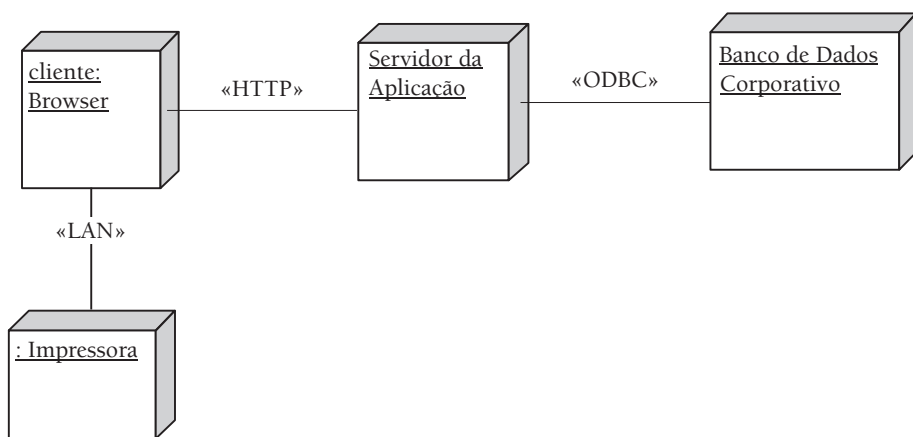 cliente:
Browser
«HTTP»
Servidor da
Aplicação
«ODBC»
Banco de Dados
Corporativo
«LAN»
: Impressora